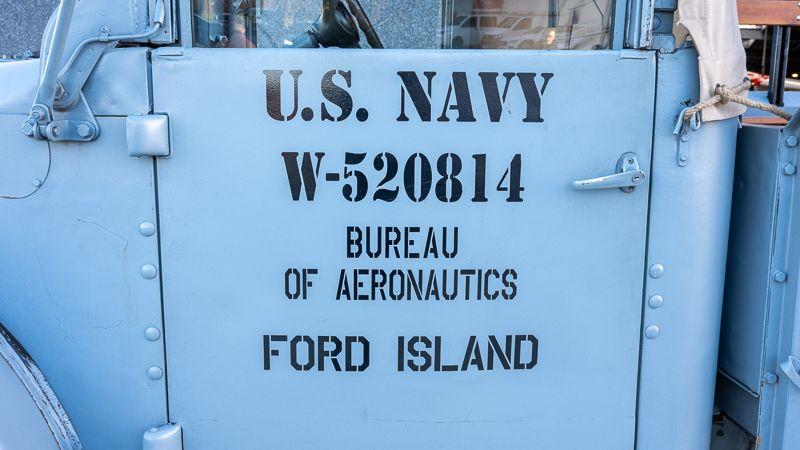 U.S. NAVY
W-520814
BUREAU
OF AERONAUTICS
FORD ISLAND